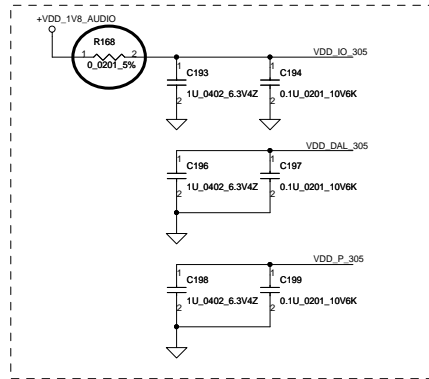 +VDD_1V8_AUDIO
R168
1 2
0_0201_5%
VDD_IO_305
1 1
C193 C194
2 2
1U_0402_6.3V4Z 0.1U_0201_10V6K
VDD_DAL_305
1 1
C196 C197
2 2
1U_0402_6.3V4Z 0.1U_0201_10V6K
VDD_P_305
1 1
C198 C199
2 2
1U_0402_6.3V4Z 0.1U_0201_10V6K